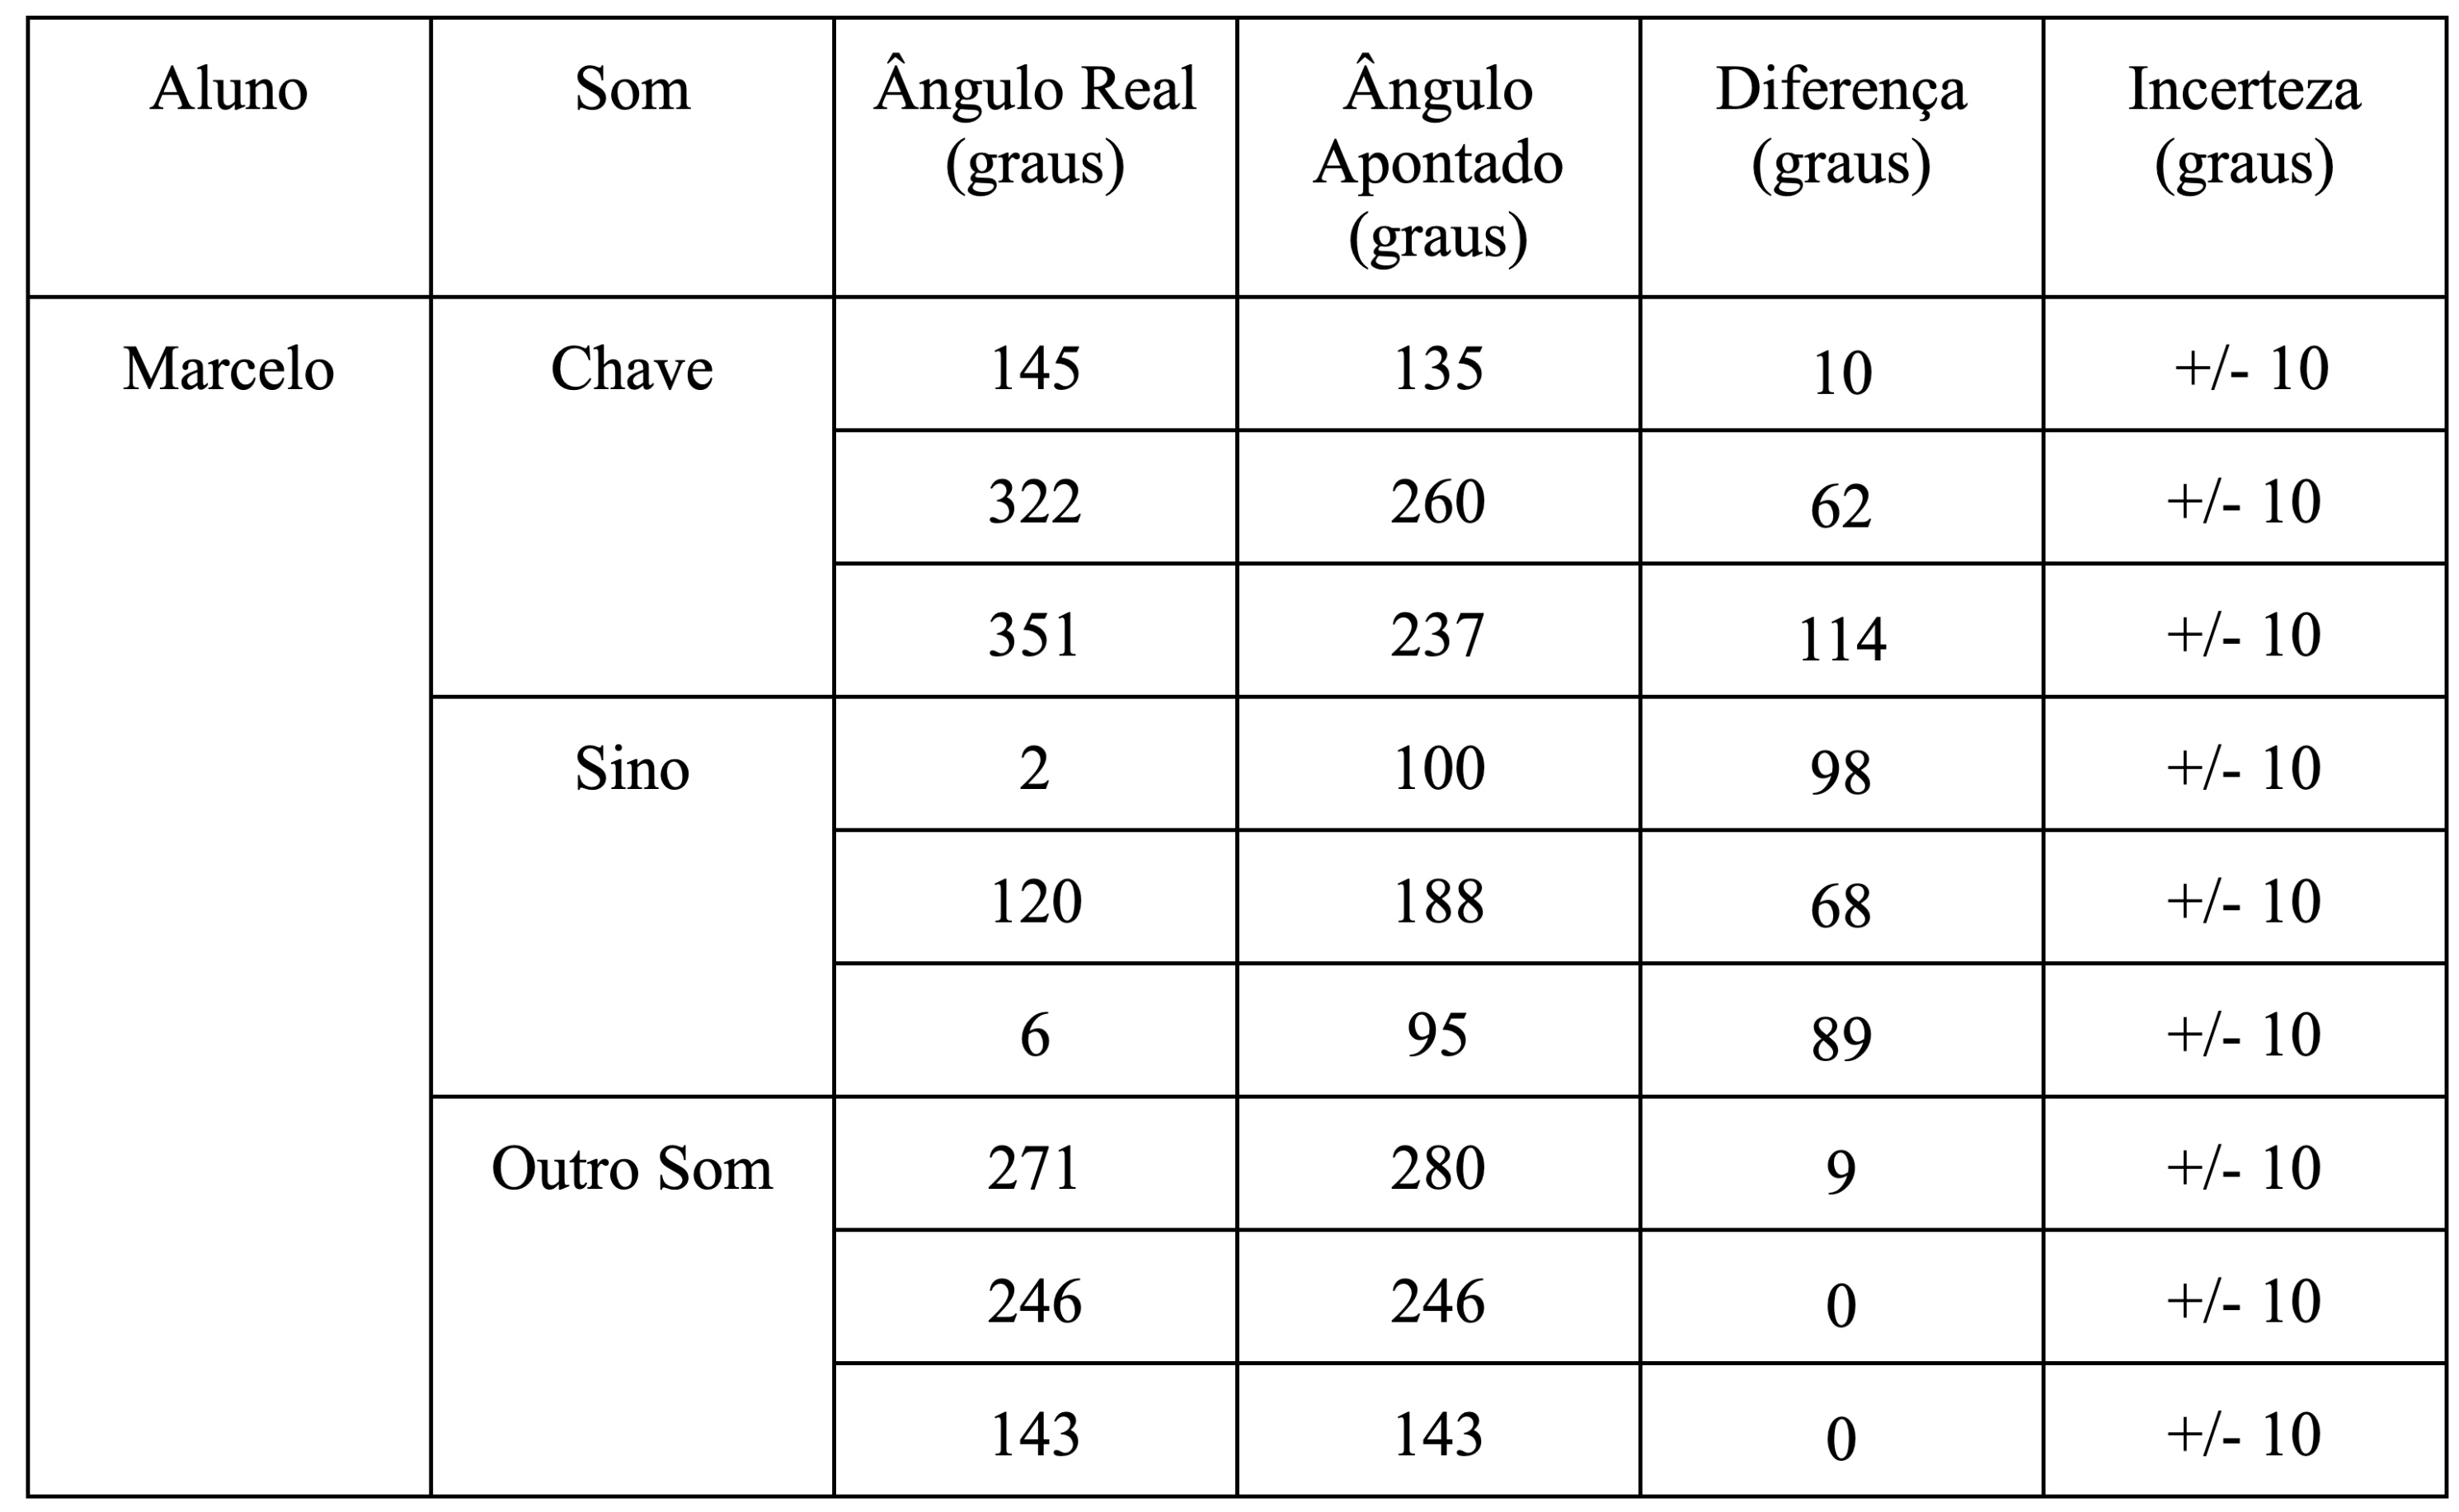 Aluno Som Ângulo Real (graus) Ângulo Apontado (graus) Diferença (graus) Incerteza (graus)
Marcelo Chave 145 135 10 +/- 10
322 260 62 +/- 10
351 237 114 +/- 10
Sino 2 100 98 +/- 10
120 188 68 +/- 10
6 95 89 +/- 10
Outro Som 271 280 9 +/- 10
246 246 0 +/- 10
143 143 0 +/- 10